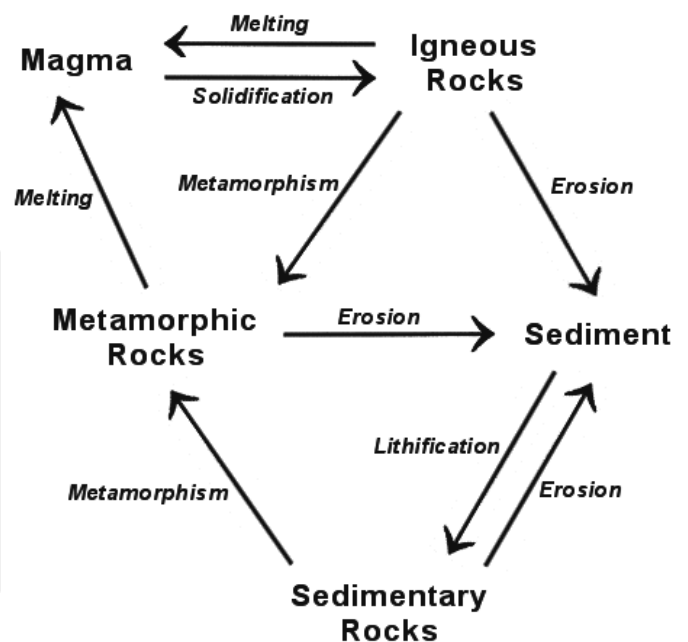 Melting
Magma
Igneous
Rocks
Solidification
Metamorphism
Erosion
Melting
Metamorphic
Rocks
Erosion
Sediment
Lithification
Metamorphism
Erosion
Sedimentary
Rocks